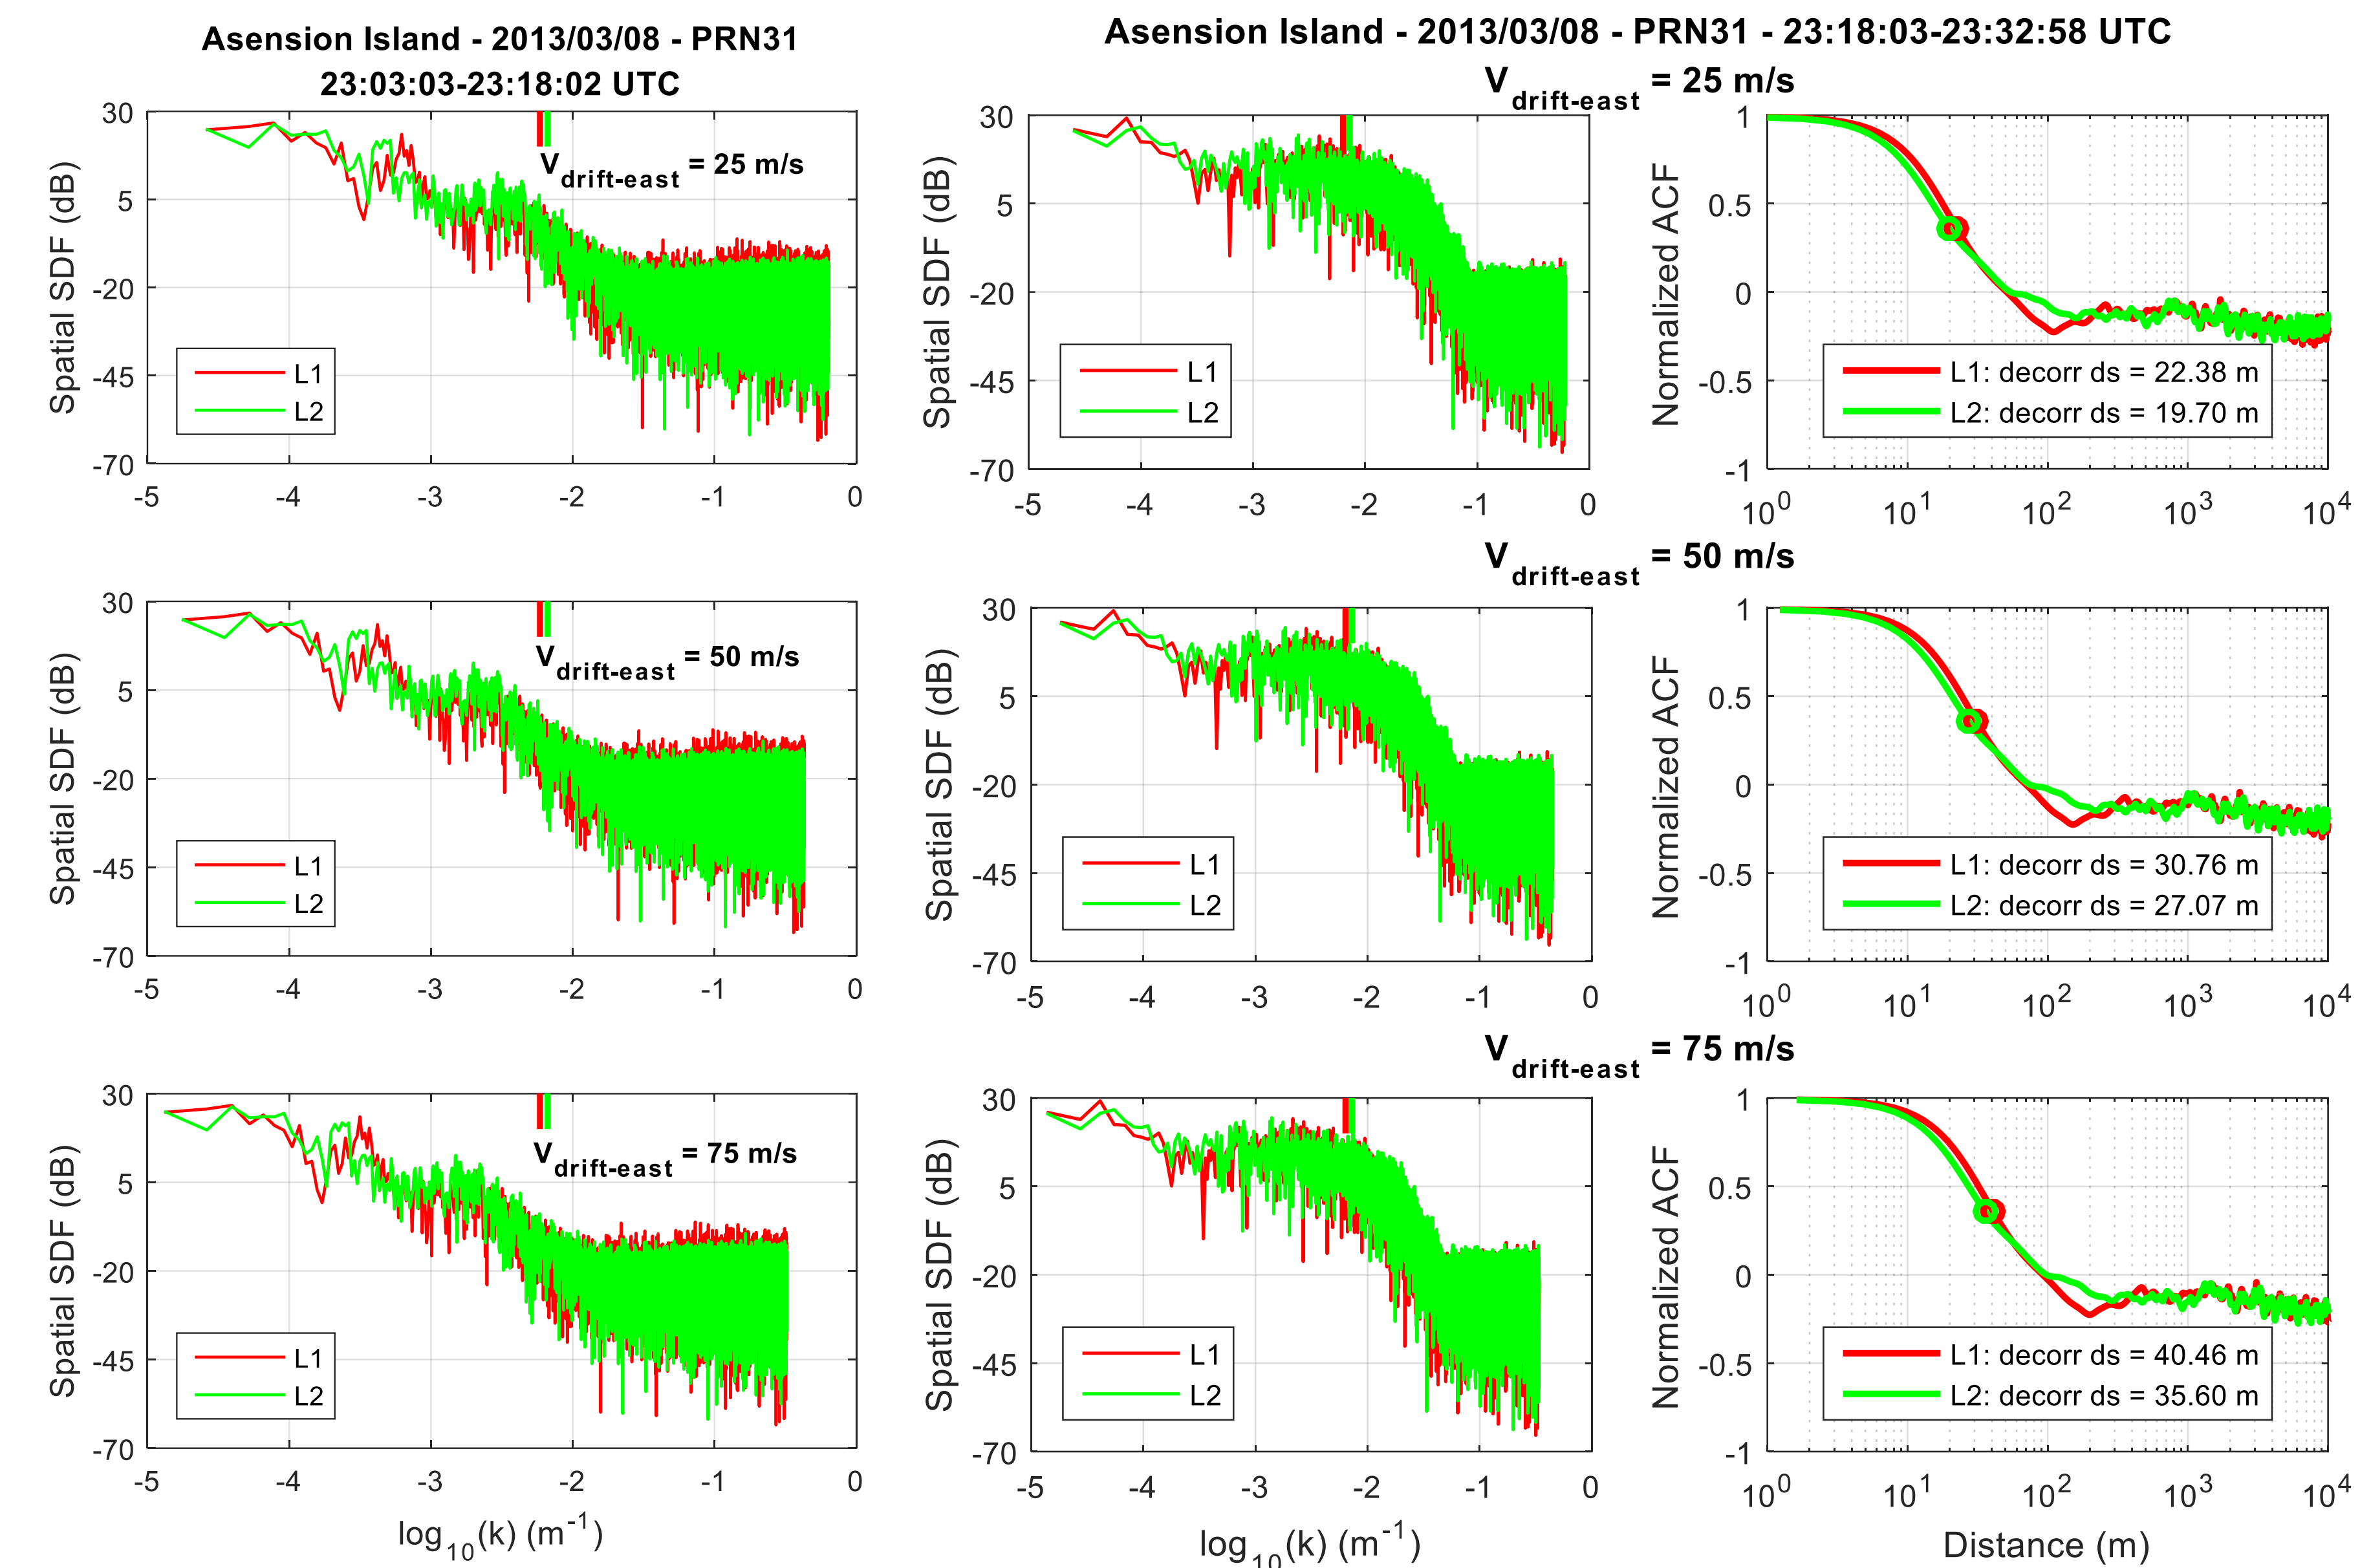 Asension Island - 2013/03/08 - PRN31
23:03:03-23:18:02 UTC
Asension Island - 2013/03/08 - PRN31 - 23:18:03-23:32:58 UTC
V drift-east = 25 m/s
30
5
-20
-45
-70
Spatial SDF (dB)
V drift-east = 25 m/s
L1
L2
-5 -4 -3 -2 -1 0
30
5
-20
-45
-70
Spatial SDF (dB)
L1
L2
-5 -4 -3 -2 -1 0
1
0.5
0
-0.5
-1
Normalized ACF
L1: decorr ds = 22.38 m
L2: decorr ds = 19.70 m
10^0 10^1 10^2 10^3 10^4
V drift-east = 50 m/s
30
5
-20
-45
-70
Spatial SDF (dB)
V drift-east = 50 m/s
L1
L2
-5 -4 -3 -2 -1 0
30
5
-20
-45
-70
Spatial SDF (dB)
L1
L2
-5 -4 -3 -2 -1 0
1
0.5
0
-0.5
-1
Normalized ACF
L1: decorr ds = 30.76 m
L2: decorr ds = 27.07 m
10^0 10^1 10^2 10^3 10^4
V drift-east = 75 m/s
30
5
-20
-45
-70
Spatial SDF (dB)
V drift-east = 75 m/s
L1
L2
-5 -4 -3 -2 -1 0
log10(k) (m^-1)
30
5
-20
-45
-70
Spatial SDF (dB)
L1
L2
-5 -4 -3 -2 -1 0
log10(k) (m^-1)
1
0.5
0
-0.5
-1
Normalized ACF
L1: decorr ds = 40.46 m
L2: decorr ds = 35.60 m
10^0 10^1 10^2 10^3 10^4
Distance (m)